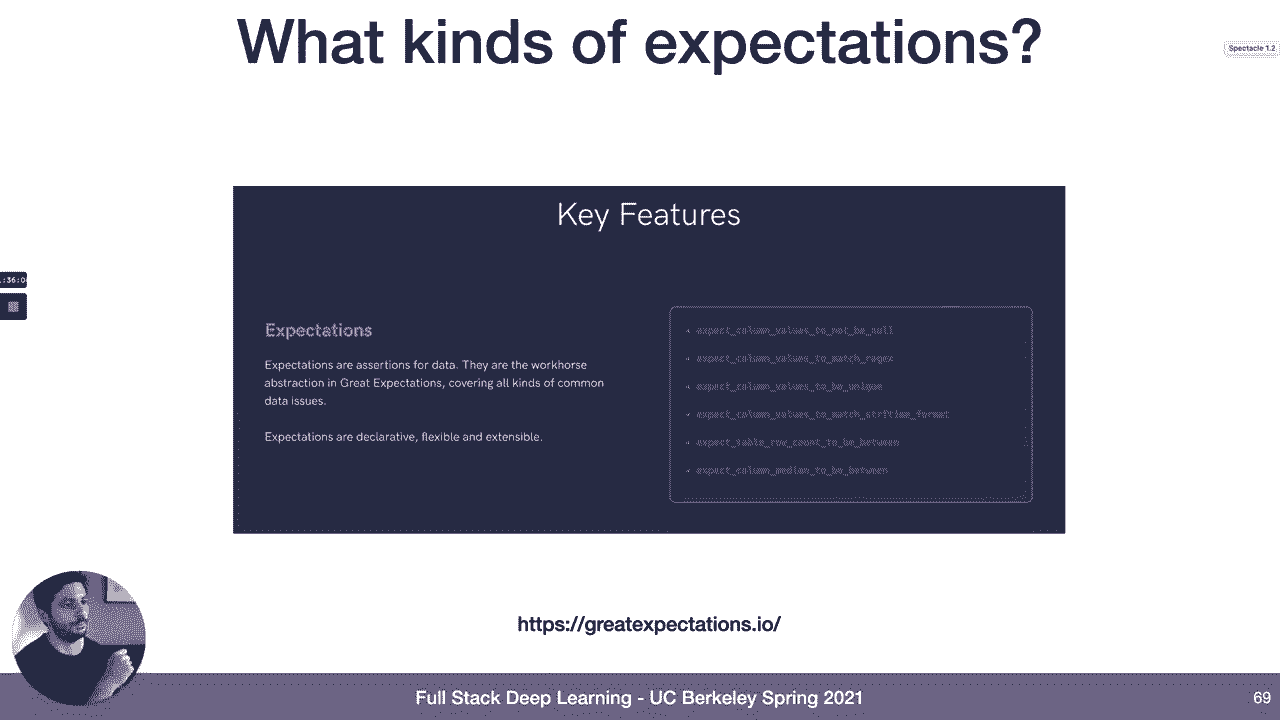 What kinds of expectations?
Spectacle 1.2
Key Features
:36:0
Expectations
Expectations are assertions for data. They are the workhorse
abstraction in Great Expectations, covering all kinds of common
data issues.
Expectations are declarative, flexible and extensible.
expect_column_values_to_not_be_null
expect_column_values_to_match_regex
expect_column_values_to_be_unique
expect_column_values_to_match_strftime_format
expect_table_row_count_to_be_between
expect_column_median_to_be_between
https://greatexpectations.io/
Full Stack Deep Learning - UC Berkeley Spring 2021
69